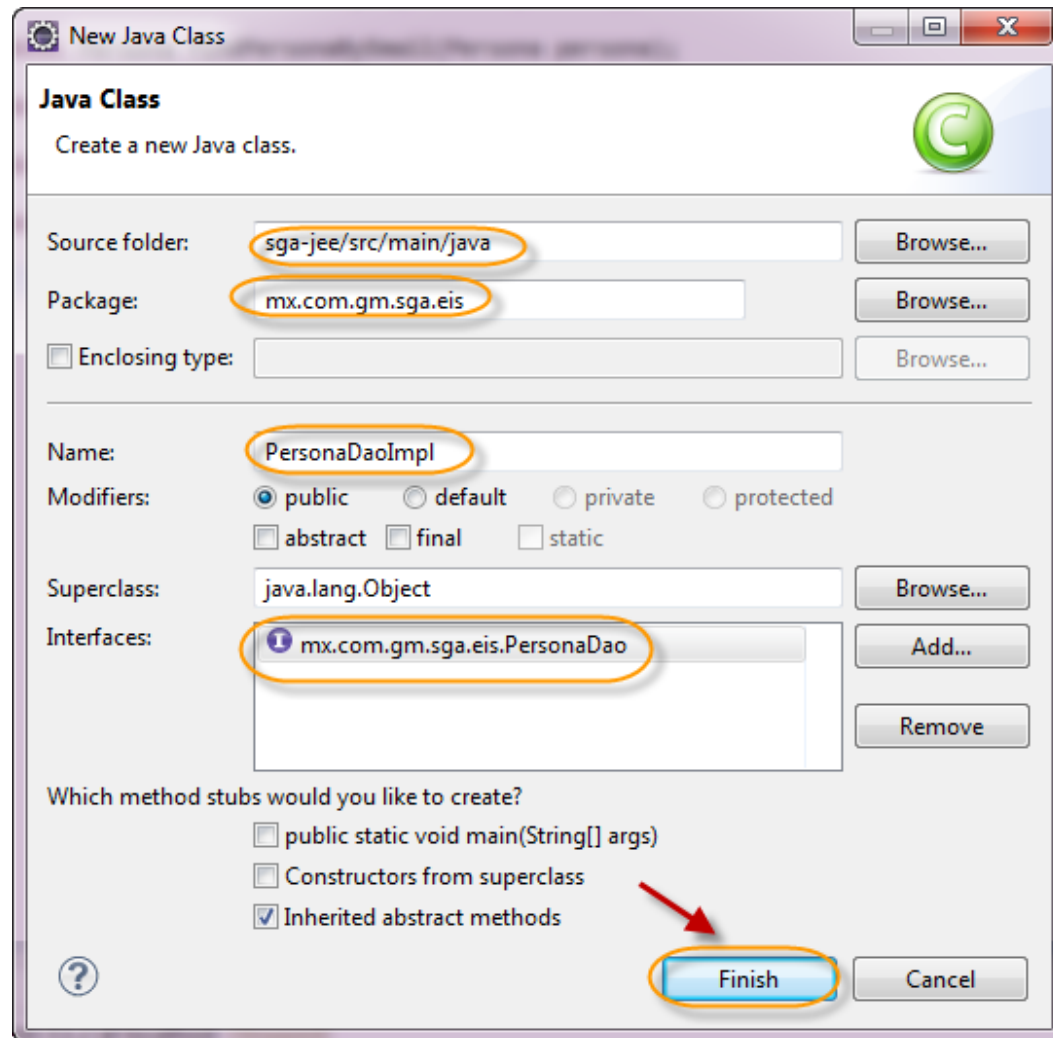 New Java Class
Java Class
Create a new Java class.
Source folder: sga-jee/src/main/java Browse...
Package: mx.com.gm.sga.eis Browse...
Enclosing type: Browse...
Name: PersonaDaoImpl
Modifiers: public default private protected
abstract final static
Superclass: java.lang.Object Browse...
Interfaces: mx.com.gm.sga.eis.PersonaDao Add...
Remove
Which method stubs would you like to create?
public static void main(String[] args)
Constructors from superclass
Inherited abstract methods
Finish Cancel